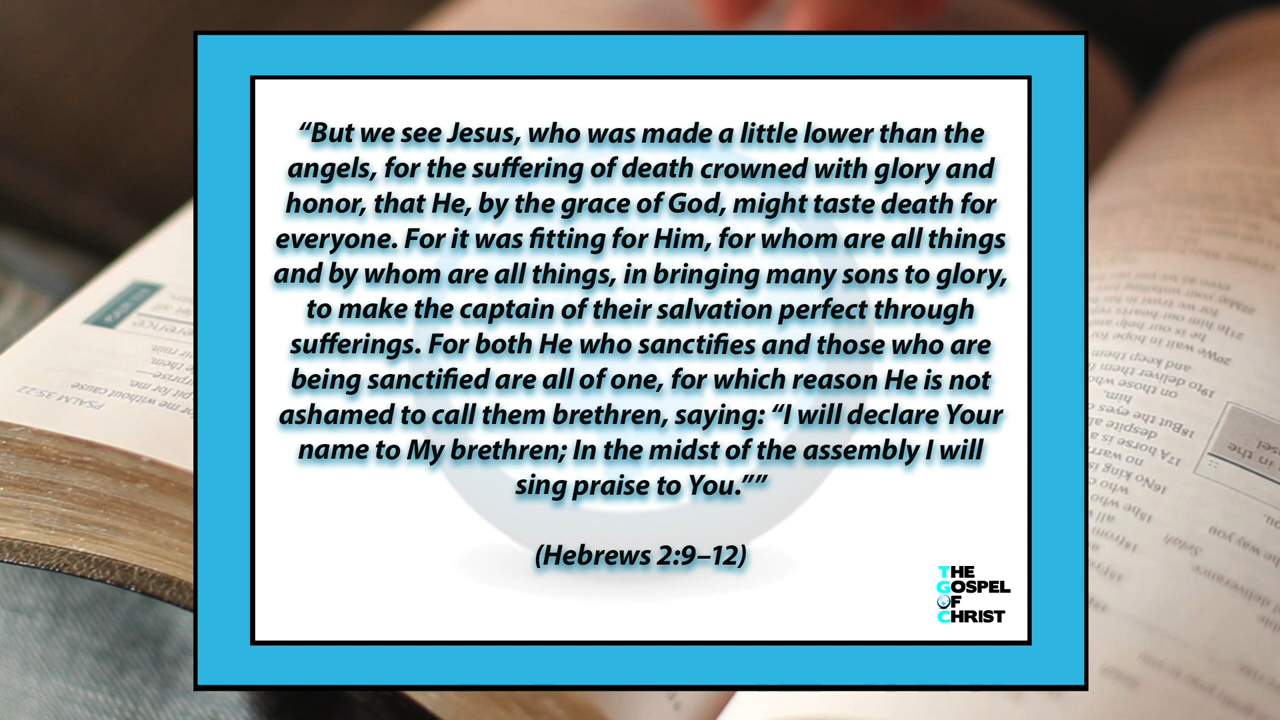 “But we see Jesus, who was made a little lower than the
angels, for the suffering of death crowned with glory and
honor, that He, by the grace of God, might taste death for
everyone. For it was fitting for Him, for whom are all things
and by whom are all things, in bringing many sons to glory,
to make the captain of their salvation perfect through
sufferings. For both He who sanctifies and those who are
being sanctified are all of one, for which reason He is not
ashamed to call them brethren, saying: “I will declare Your
name to My brethren; In the midst of the assembly I will
sing praise to You.””
(Hebrews 2:9–12)
THE
GOSPEL
OF
CHRIST
PSALM 35:22